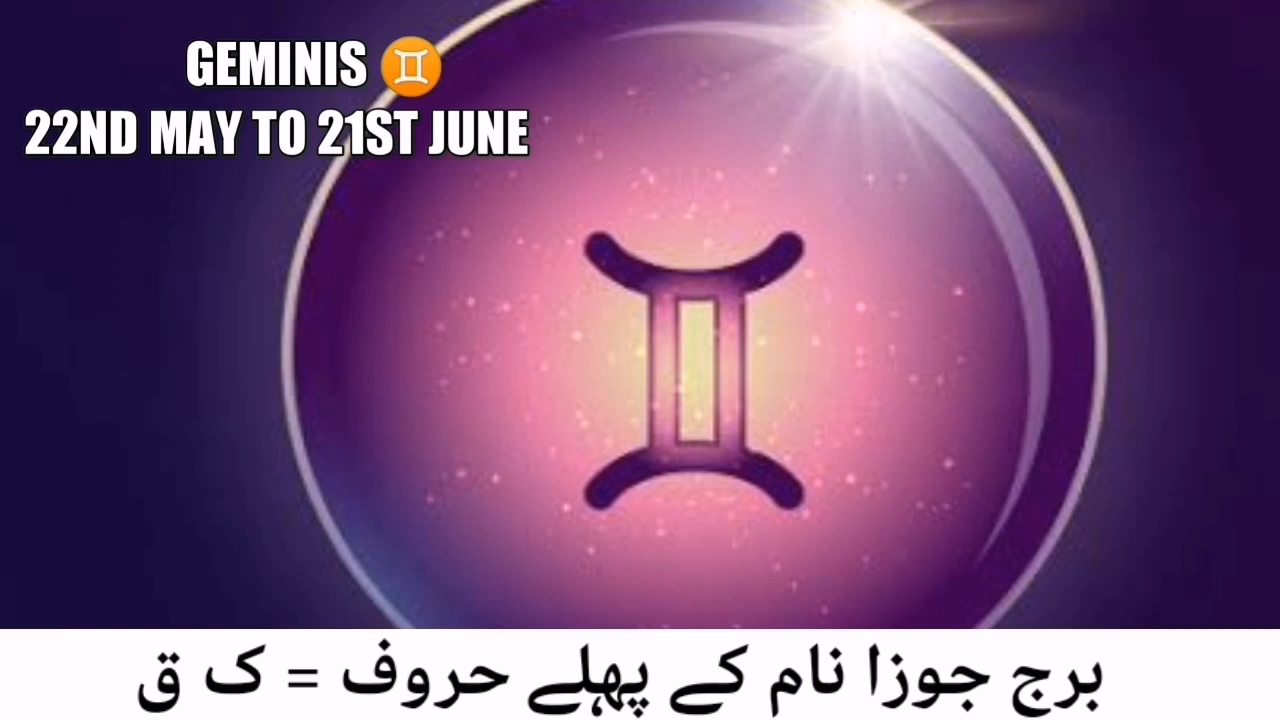 GEMINIS ♊
22ND MAY TO 21ST JUNE
برج جوزا نام کے پہلے حروف = ک ق